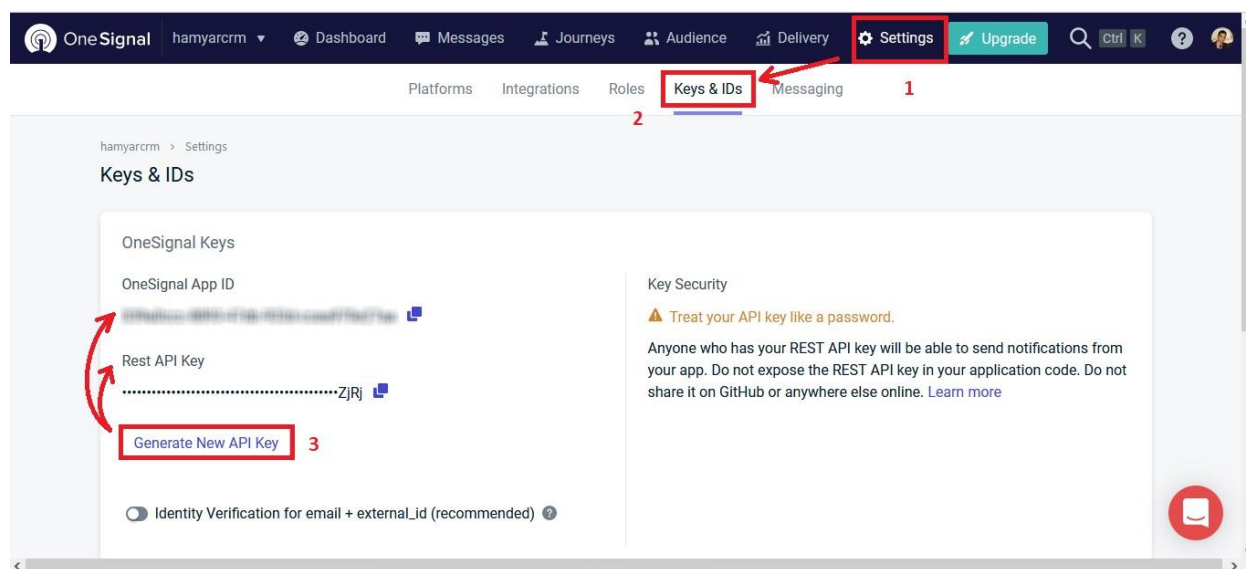 OneSignal hamyarcrm Dashboard Messages Journeys Audience Delivery Settings Upgrade Ctrl K ?
Platforms Integrations Roles Keys & IDs Messaging 1
2
hamyarcrm > Settings
Keys & IDs
OneSignal Keys
OneSignal App ID
Rest API Key
••••••••••••••••••••••••••••••••••••••••••••ZjRj
Generate New API Key 3
Identity Verification for email + external_id (recommended) ?
Key Security
Treat your API key like a password.
Anyone who has your REST API key will be able to send notifications from
your app. Do not expose the REST API key in your application code. Do not
share it on GitHub or anywhere else online. Learn more